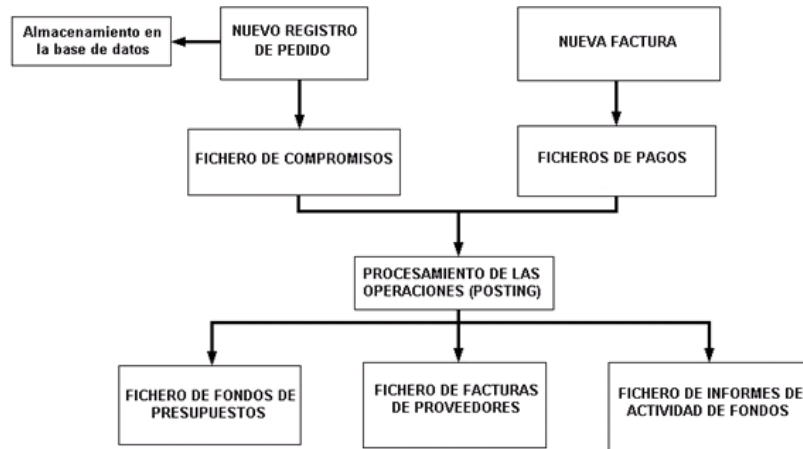 Almacenamiento en
la base de datos
NUEVO REGISTRO
DE PEDIDO
NUEVA FACTURA
FICHERO DE COMPROMISOS
FICHEROS DE PAGOS
PROCESAMIENTO DE LAS
OPERACIONES (POSTING)
FICHERO DE FONDOS DE
PRESUPUESTOS
FICHERO DE FACTURAS
DE PROVEEDORES
FICHERO DE INFORMES DE
ACTIVIDAD DE FONDOS